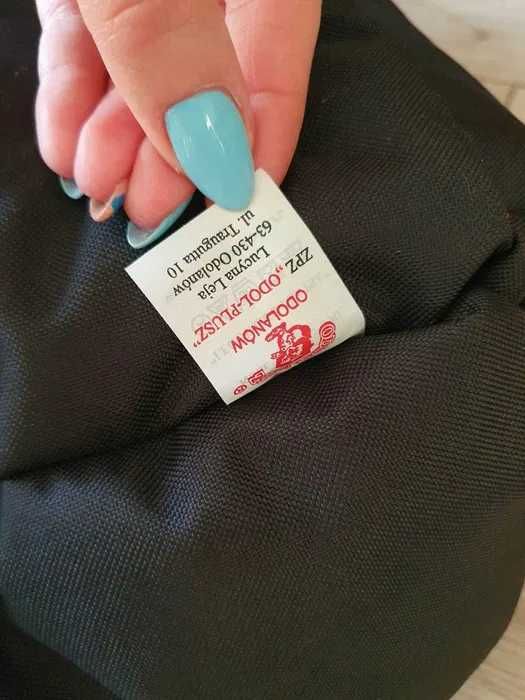 ODOLANÓW
ZPZ „ODOL-PLUSZ”
Lucyna Leja
63-430 Odolanów
ul. Traugutta 10